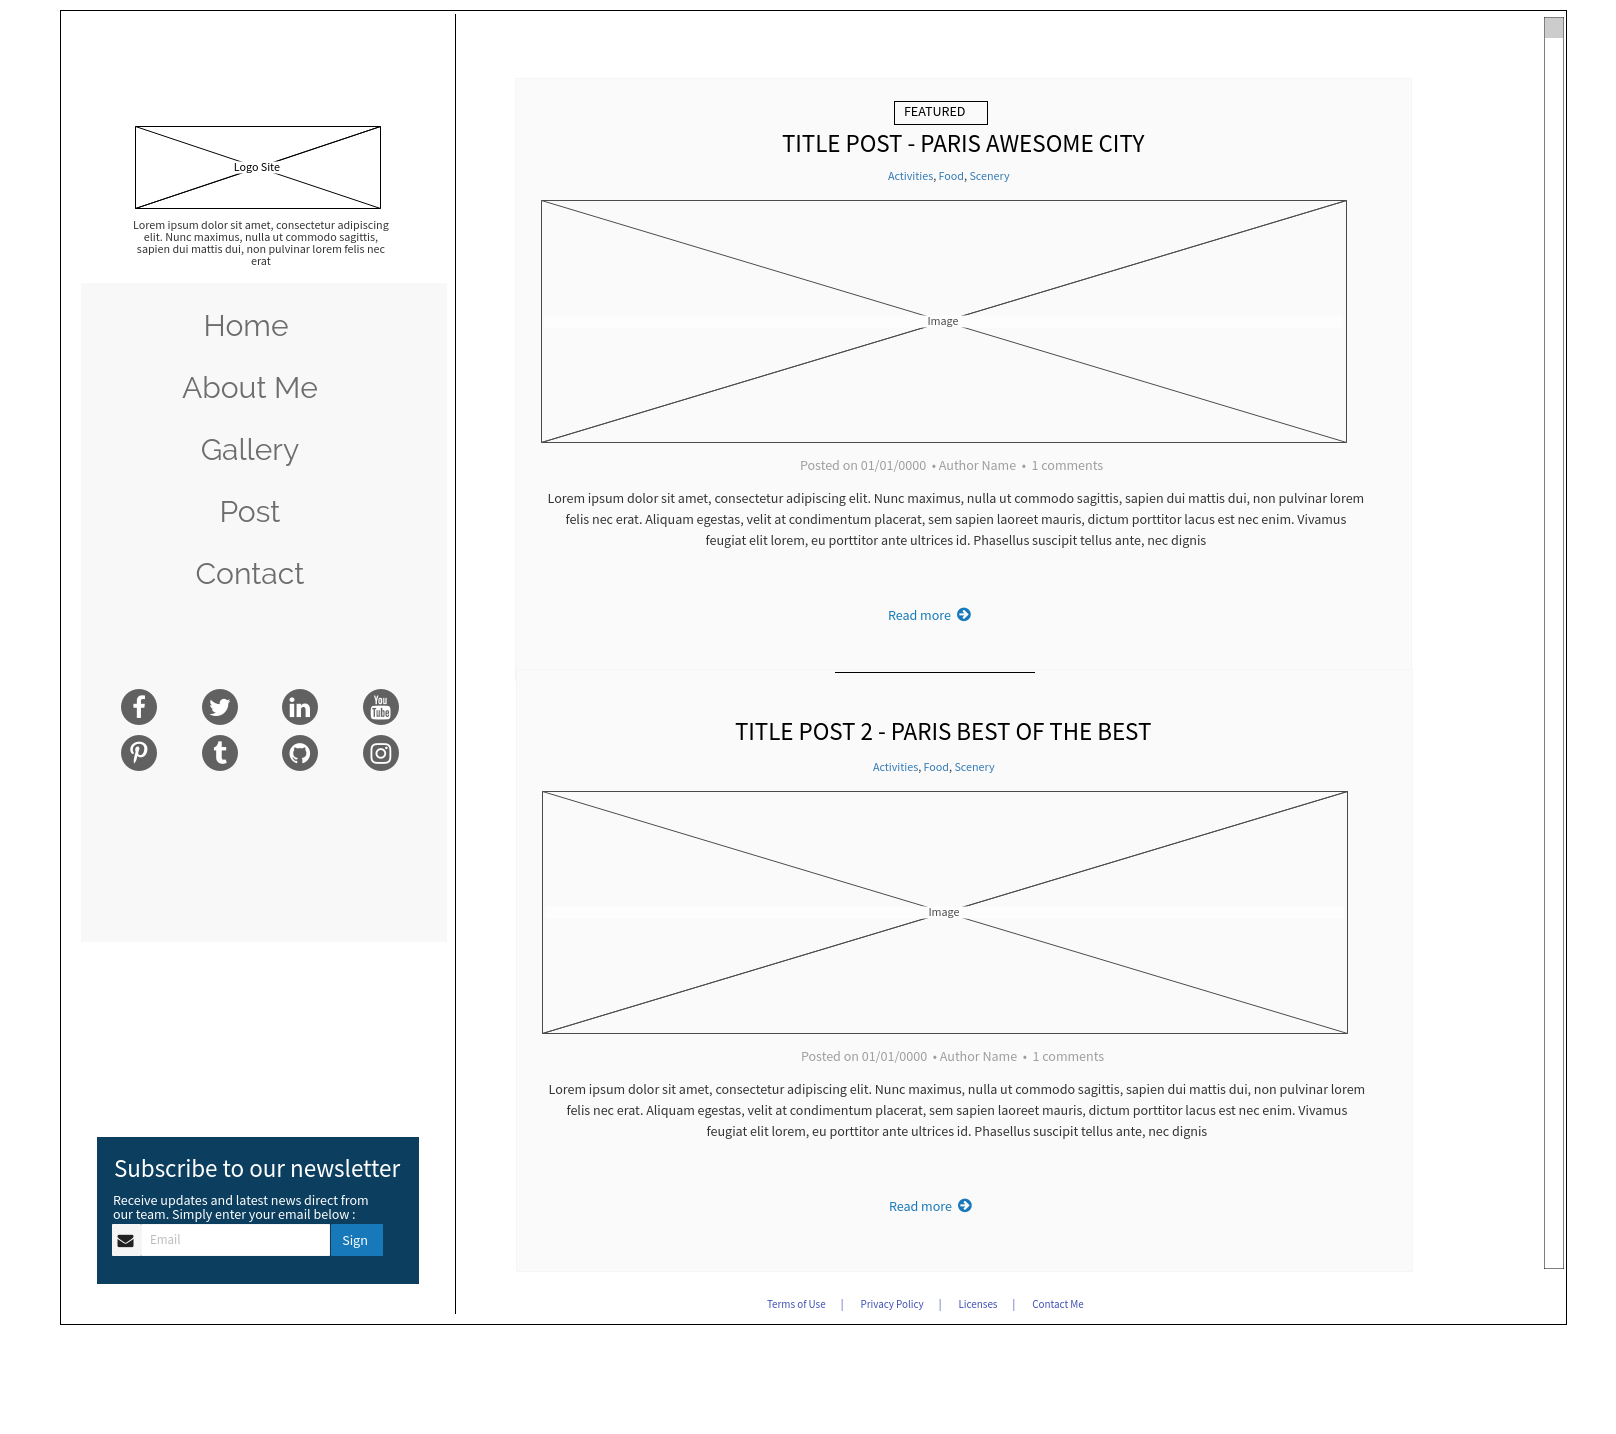 Logo Site
Lorem ipsum dolor sit amet, consectetur adipiscing
elit. Nunc maximus, nulla ut commodo sagittis,
sapien dui mattis dui, non pulvinar lorem felis nec
erat
Home
About Me
Gallery
Post
Contact
You
Tube
Subscribe to our newsletter
Receive updates and latest news direct from
our team. Simply enter your email below :
Email
Sign
FEATURED
TITLE POST - PARIS AWESOME CITY
Activities, Food, Scenery
Image
Posted on 01/01/0000 • Author Name • 1 comments
Lorem ipsum dolor sit amet, consectetur adipiscing elit. Nunc maximus, nulla ut commodo sagittis, sapien dui mattis dui, non pulvinar lorem
felis nec erat. Aliquam egestas, velit at condimentum placerat, sem sapien laoreet mauris, dictum porttitor lacus est nec enim. Vivamus
feugiat elit lorem, eu porttitor ante ultrices id. Phasellus suscipit tellus ante, nec dignis
Read more
TITLE POST 2 - PARIS BEST OF THE BEST
Activities, Food, Scenery
Image
Posted on 01/01/0000 • Author Name • 1 comments
Lorem ipsum dolor sit amet, consectetur adipiscing elit. Nunc maximus, nulla ut commodo sagittis, sapien dui mattis dui, non pulvinar lorem
felis nec erat. Aliquam egestas, velit at condimentum placerat, sem sapien laoreet mauris, dictum porttitor lacus est nec enim. Vivamus
feugiat elit lorem, eu porttitor ante ultrices id. Phasellus suscipit tellus ante, nec dignis
Read more
Terms of Use | Privacy Policy | Licenses | Contact Me